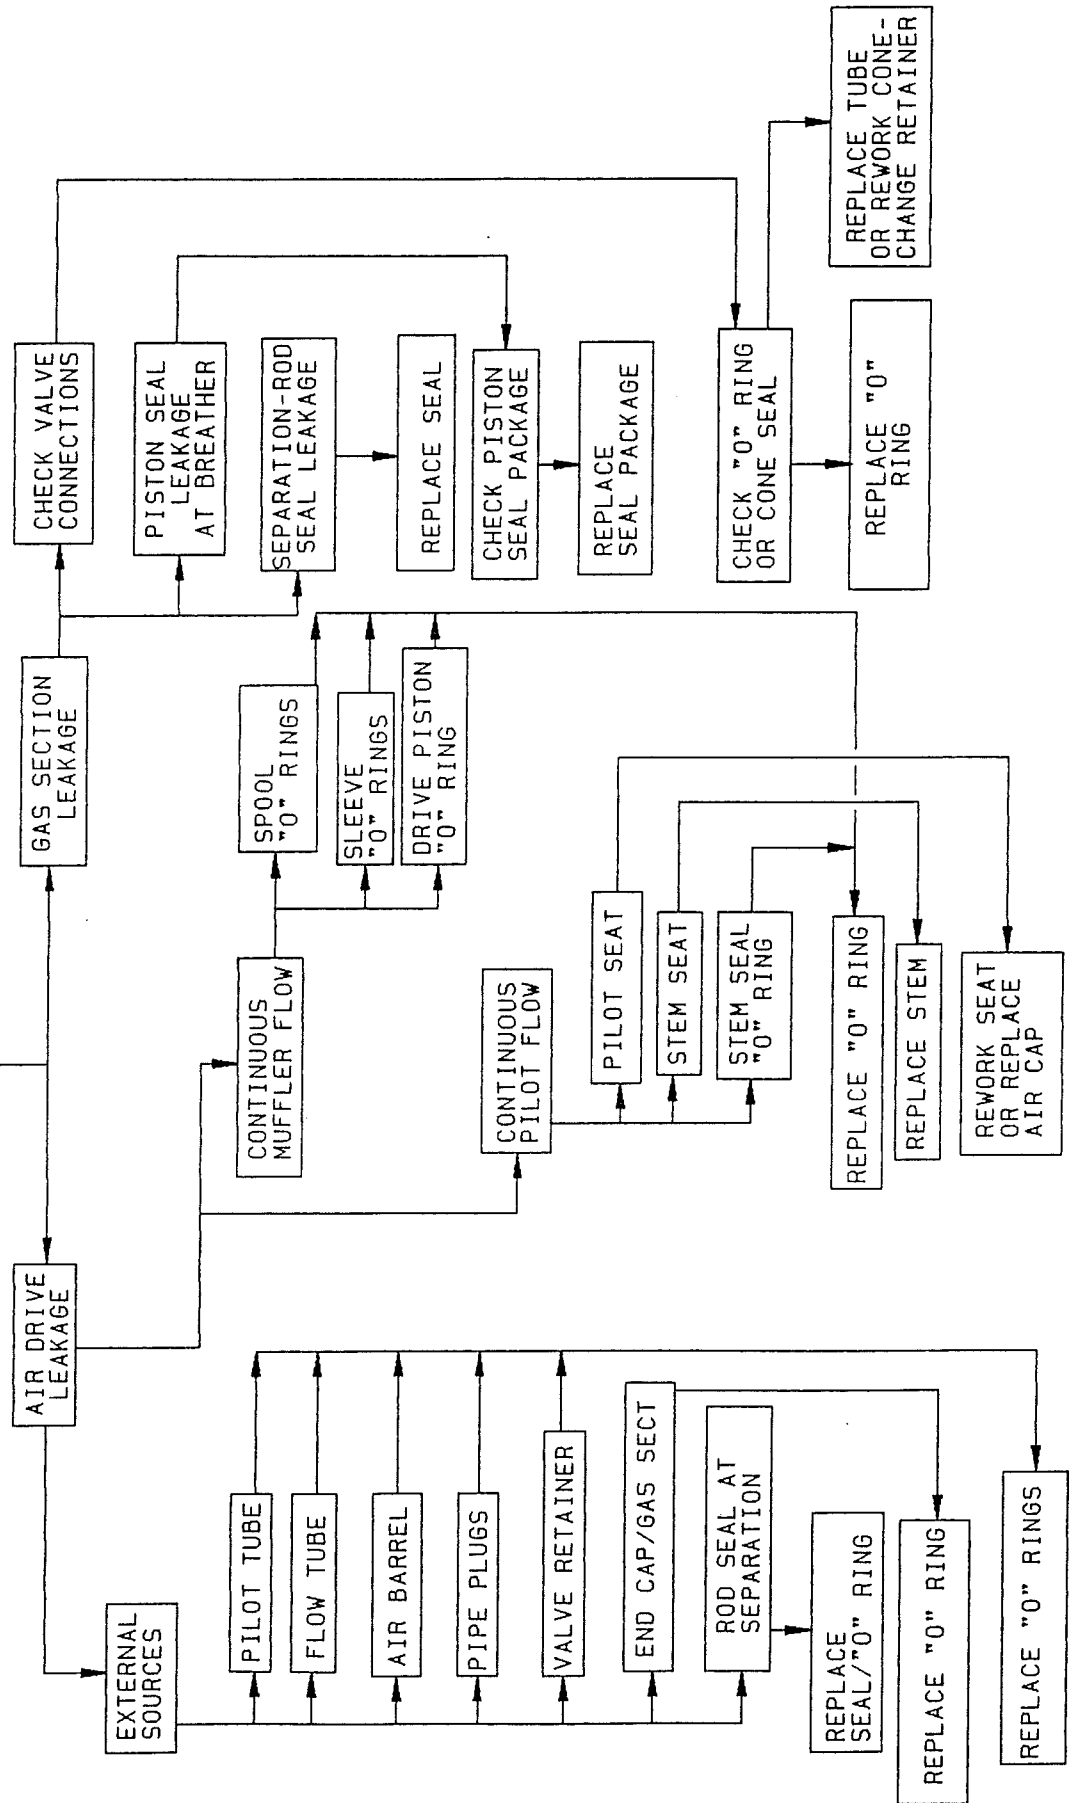 AIR DRIVE
LEAKAGE
GAS SECTION
LEAKAGE
EXTERNAL
SOURCES
PILOT TUBE
FLOW TUBE
AIR BARREL
PIPE PLUGS
VALVE RETAINER
END CAP/GAS SECT
ROD SEAL AT
SEPARATION
REPLACE
SEAL/"O" RING
REPLACE "O" RING
REPLACE "O" RINGS
CONTINUOUS
MUFFLER FLOW
SPOOL
"O" RINGS
SLEEVE
"O" RINGS
DRIVE PISTON
"O" RING
CONTINUOUS
PILOT FLOW
PILOT SEAT
STEM SEAT
STEM SEAL
"O" RING
REPLACE "O" RING
REPLACE STEM
REWORK SEAT
OR REPLACE
AIR CAP
CHECK VALVE
CONNECTIONS
PISTON SEAL
LEAKAGE
AT BREATHER
SEPARATION-ROD
SEAL LEAKAGE
REPLACE SEAL
CHECK PISTON
SEAL PACKAGE
REPLACE
SEAL PACKAGE
CHECK "O" RING
OR CONE SEAL
REPLACE "O"
RING
REPLACE TUBE
OR REWORK CONE-
CHANGE RETAINER